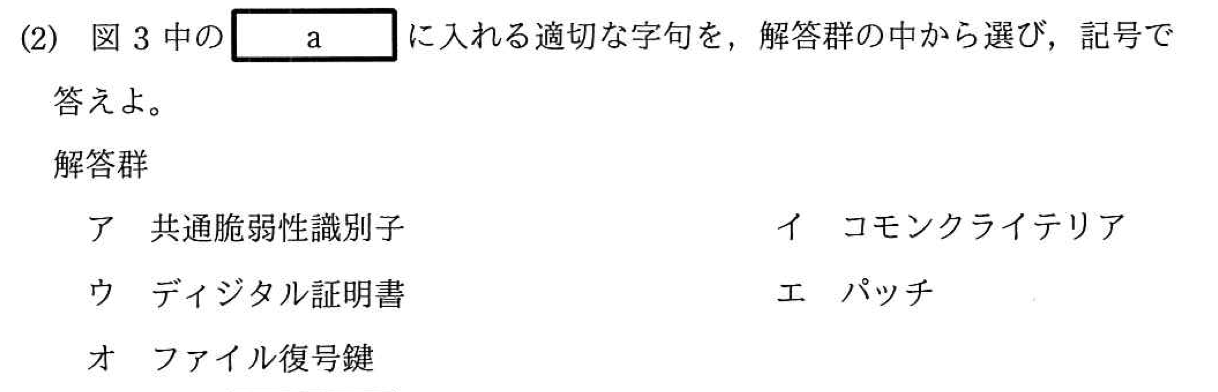 (2) 図 3 中の a に入れる適切な字句を，解答群の中から選び，記号で
答えよ。
解答群
ア 共通脆弱性識別子 イ コモンクライテリア
ウ ディジタル証明書 エ パッチ
オ ファイル復号鍵